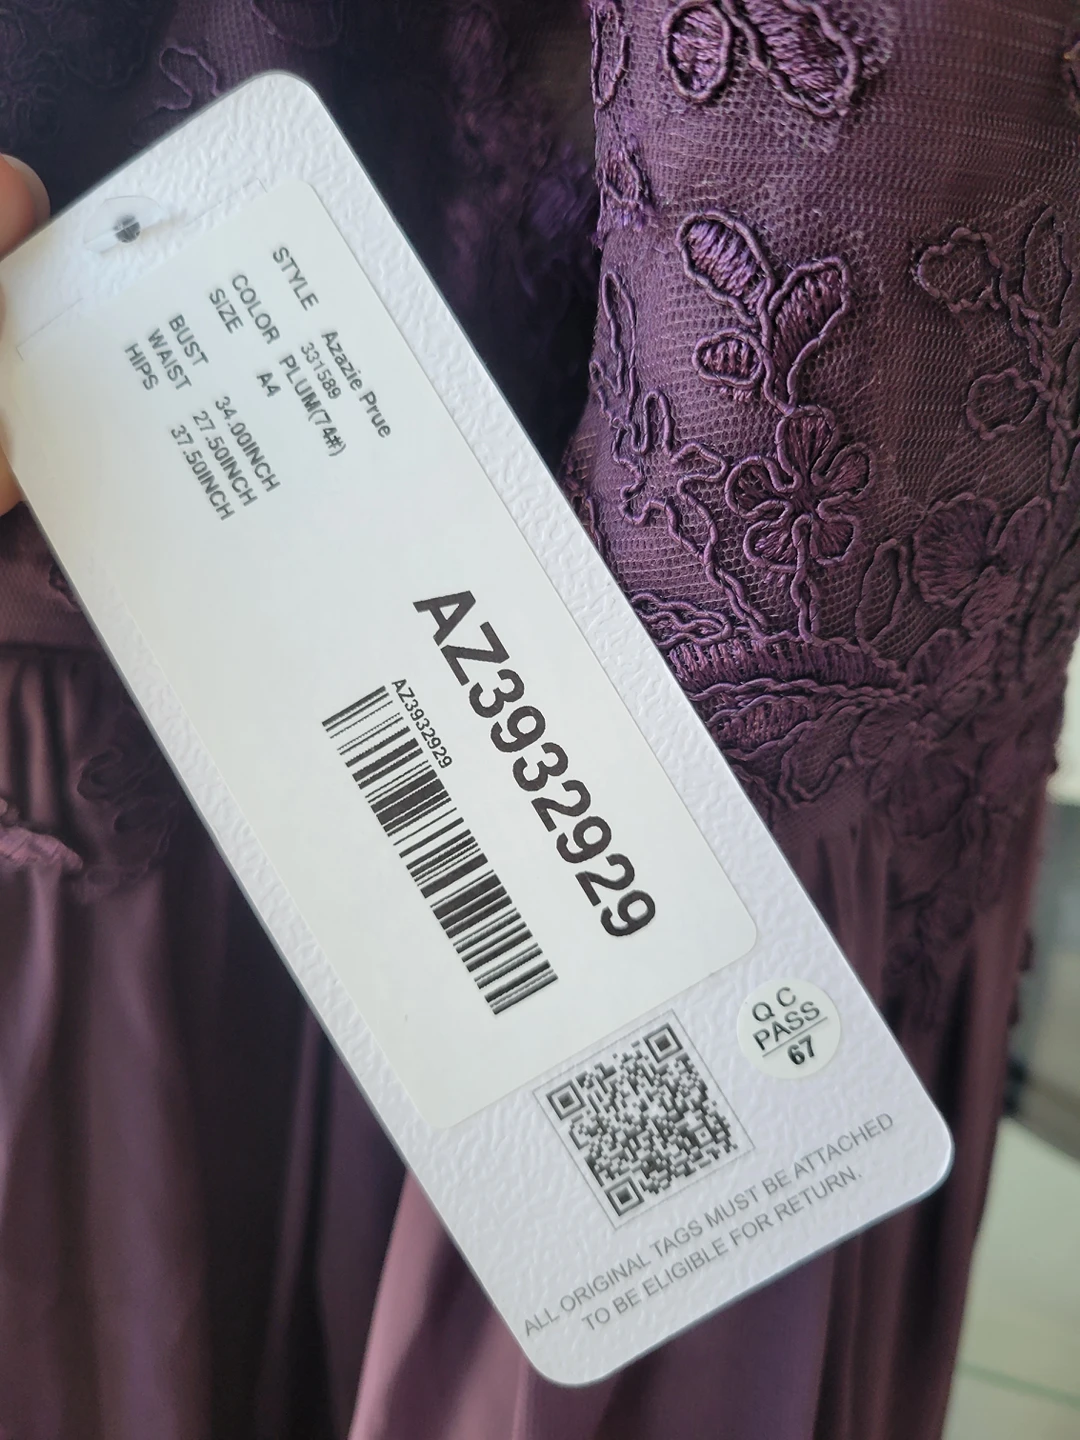 STYLE Azazie Prue
331589
COLOR PLUM(74#)
SIZE A4
BUST 34.00INCH
WAIST 27.50INCH
HIPS 37.50INCH
AZ3932929
AZ3932929
Q C
PASS
67
ALL ORIGINAL TAGS MUST BE ATTACHED
TO BE ELIGIBLE FOR RETURN.